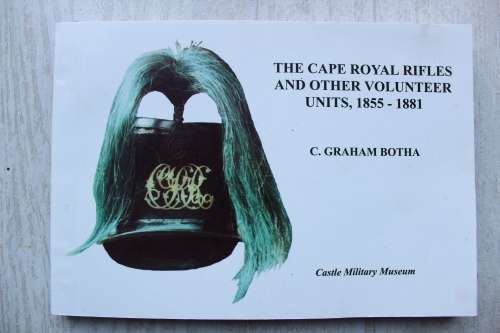 THE CAPE ROYAL RIFLES
AND OTHER VOLUNTEER
UNITS, 1855 - 1881
C. GRAHAM BOTHA
Castle Military Museum